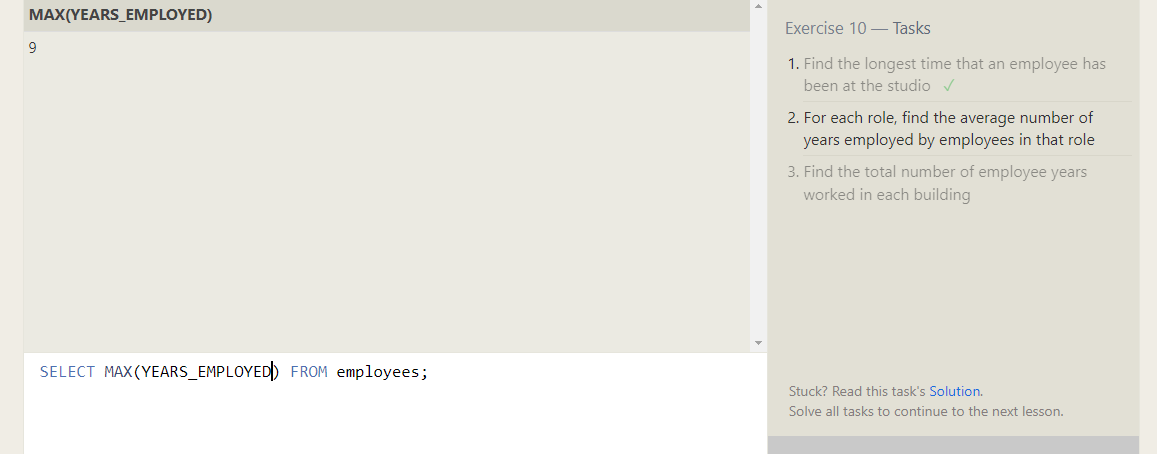 MAX(YEARS_EMPLOYED)
9
SELECT MAX(YEARS_EMPLOYED) FROM employees;
Exercise 10 — Tasks
1. Find the longest time that an employee has
been at the studio ✓
2. For each role, find the average number of
years employed by employees in that role
3. Find the total number of employee years
worked in each building
Stuck? Read this task's Solution.
Solve all tasks to continue to the next lesson.